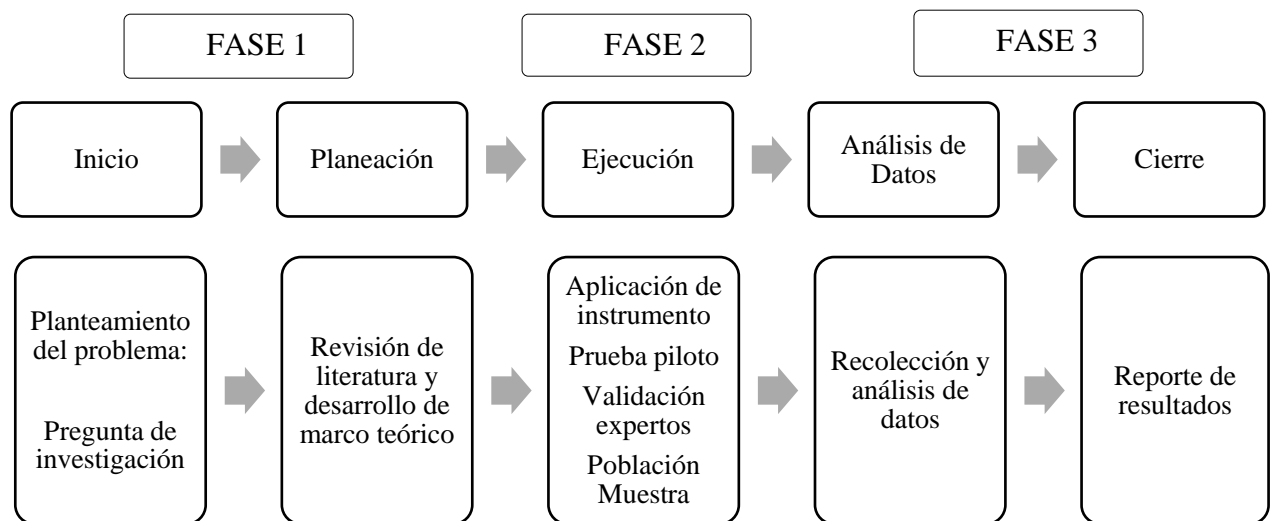 FASE 1
FASE 2
FASE 3
Inicio
Planeación
Ejecución
Análisis de
Datos
Cierre
Planteamiento
del problema:
Pregunta de
investigación
Revisión de
literatura y
desarrollo de
marco teórico
Aplicación de
instrumento
Prueba piloto
Validación
expertos
Población
Muestra
Recolección y
análisis de
datos
Reporte de
resultados